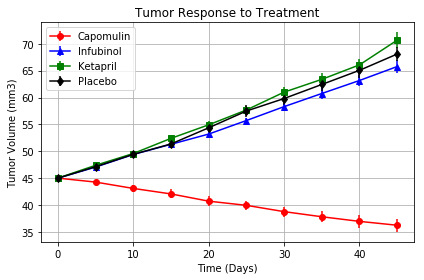 Tumor Response to Treatment
Capomulin
Infubinol
Ketapril
Placebo
Tumor Volume (mm3)
70
65
60
55
50
45
40
35
0
10
20
30
40
Time (Days)